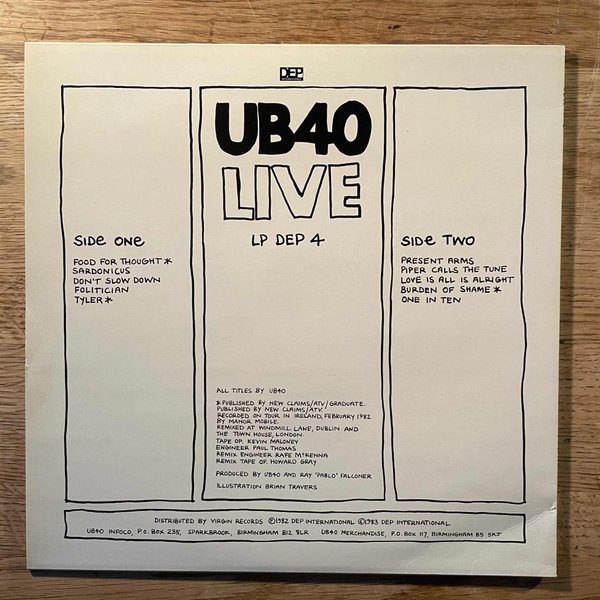 DEP
UB40
LIVE
LP DEP 4
SIDE ONE
FOOD FOR THOUGHT *
SARDONICUS
DON'T SLOW DOWN
FOLITICIAN
TYLER *
SIDE TWO
PRESENT ARMS
PIPER CALLS THE TUNE
LOVE IS ALL IS ALRIGHT
BURDEN OF SHAME *
ONE IN TEN
ALL TITLES BY UB40
* PUBLISHED BY NEW CLAIMS/ATV/GRADUATE.
PUBLISHED BY NEW CLAIMS/ATV.
RECORDED ON TOUR IN IRELAND, FEBRUARY 1982
BY MANOR MOBILE.
REMIXED AT WINDMILL LANE, DUBLIN AND
THE TOWN HOUSE, LONDON.
TAPE OP. KEVIN MALONEY
ENGINEER PAUL THOMAS
REMIX ENGINEER RAFE McKENNA
REMIX TAPE OP. HOWARD GRAY
PRODUCED BY UB40 AND RAY 'PABLO' FALCONER
ILLUSTRATION BRIAN TRAVERS
DISTRIBUTED BY VIRGIN RECORDS ℗1982 DEP INTERNATIONAL ©1983 DEP INTERNATIONAL
UB40 INFOCO, P.O. BOX 235, SPARKBROOK, BIRMINGHAM B12 8LR UB40 MERCHANDISE, P.O. BOX 117, BIRMINGHAM B5 5RJ